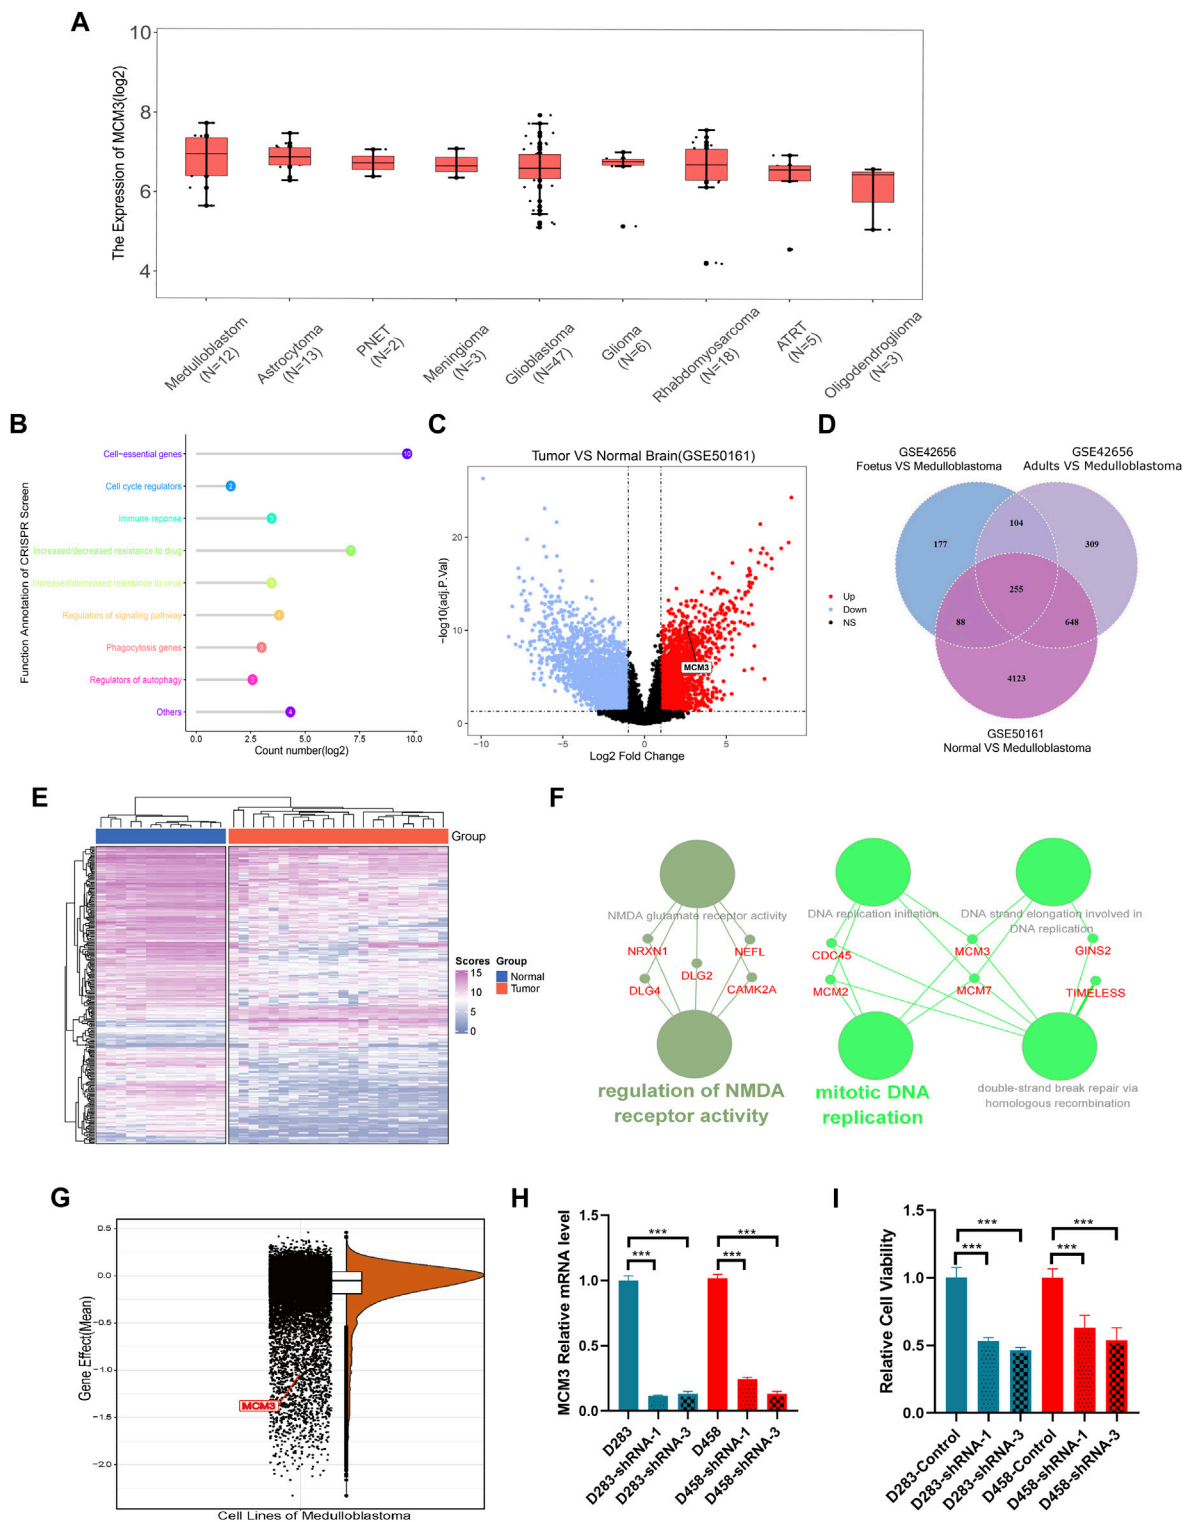 A
The Expression of MCM3(log2)
10
8
6
4
Medulloblastom
(N=12)
Astrocytoma
(N=13)
PNET
(N=2)
Meningioma
(N=3)
Glioblastoma
(N=47)
Glioma
(N=6)
Rhabdomyosarcoma
(N=18)
ATRT
(N=5)
Oligodendroglioma
(N=3)
B
Function Annotation of CRISPR Screen
Cell-essential genes
10
Cell cycle regulators
2
Immune reponse
3
Increased/decreased resistance to drug
7
Increased/decreased resistance to virus
3
Regulators of signaling pathway
4
Phagocytosis genes
3
Regulators of autophagy
3
Others
4
0.0 2.5 5.0 7.5 10.0
Count number(log2)
C
Tumor VS Normal Brain(GSE50161)
−log10(adj.P.Val)
20
10
0
MCM3
Up
Down
NS
−10 −5 0 5
Log2 Fold Change
D
GSE42656
Foetus VS Medulloblastoma
GSE42656
Adults VS Medulloblastoma
104
177
309
255
88
648
4123
GSE50161
Normal VS Medulloblastoma
E
Group
Scores
15
10
5
0
Group
Normal
Tumor
F
NMDA glutamate receptor activity
DNA replication initiation
DNA strand elongation involved in
DNA replication
NRXN1
NEFL
DLG2
DLG4
CAMK2A
CDC45
MCM3
GINS2
MCM2
MCM7
TIMELESS
regulation of NMDA
receptor activity
mitotic DNA
replication
double-strand break repair via
homologous recombination
G
Gene Effect(Mean)
0.5
0.0
−0.5
−1.0
−1.5
−2.0
MCM3
Cell Lines of Medulloblastoma
H
MCM3 Relative mRNA level
1.5
1.0
0.5
0.0
***
***
***
***
D283
D283-shRNA-1
D283-shRNA-3
D458
D458-shRNA-1
D458-shRNA-3
I
Relative Cell Viability
1.5
1.0
0.5
0.0
***
***
***
***
D283-Control
D283-shRNA-1
D283-shRNA-3
D458-Control
D458-shRNA-1
D458-shRNA-3